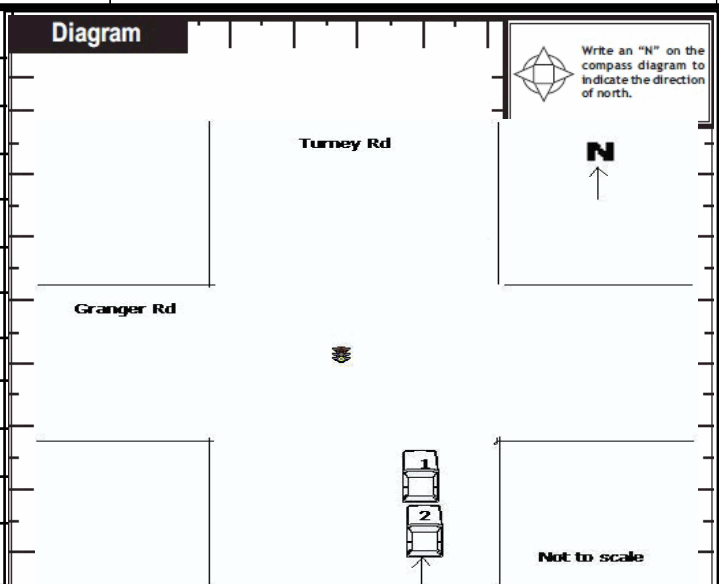 Diagram
Write an “N” on the
compass diagram to
indicate the direction
of north.
Turney Rd
N
Granger Rd
1
2
Not to scale